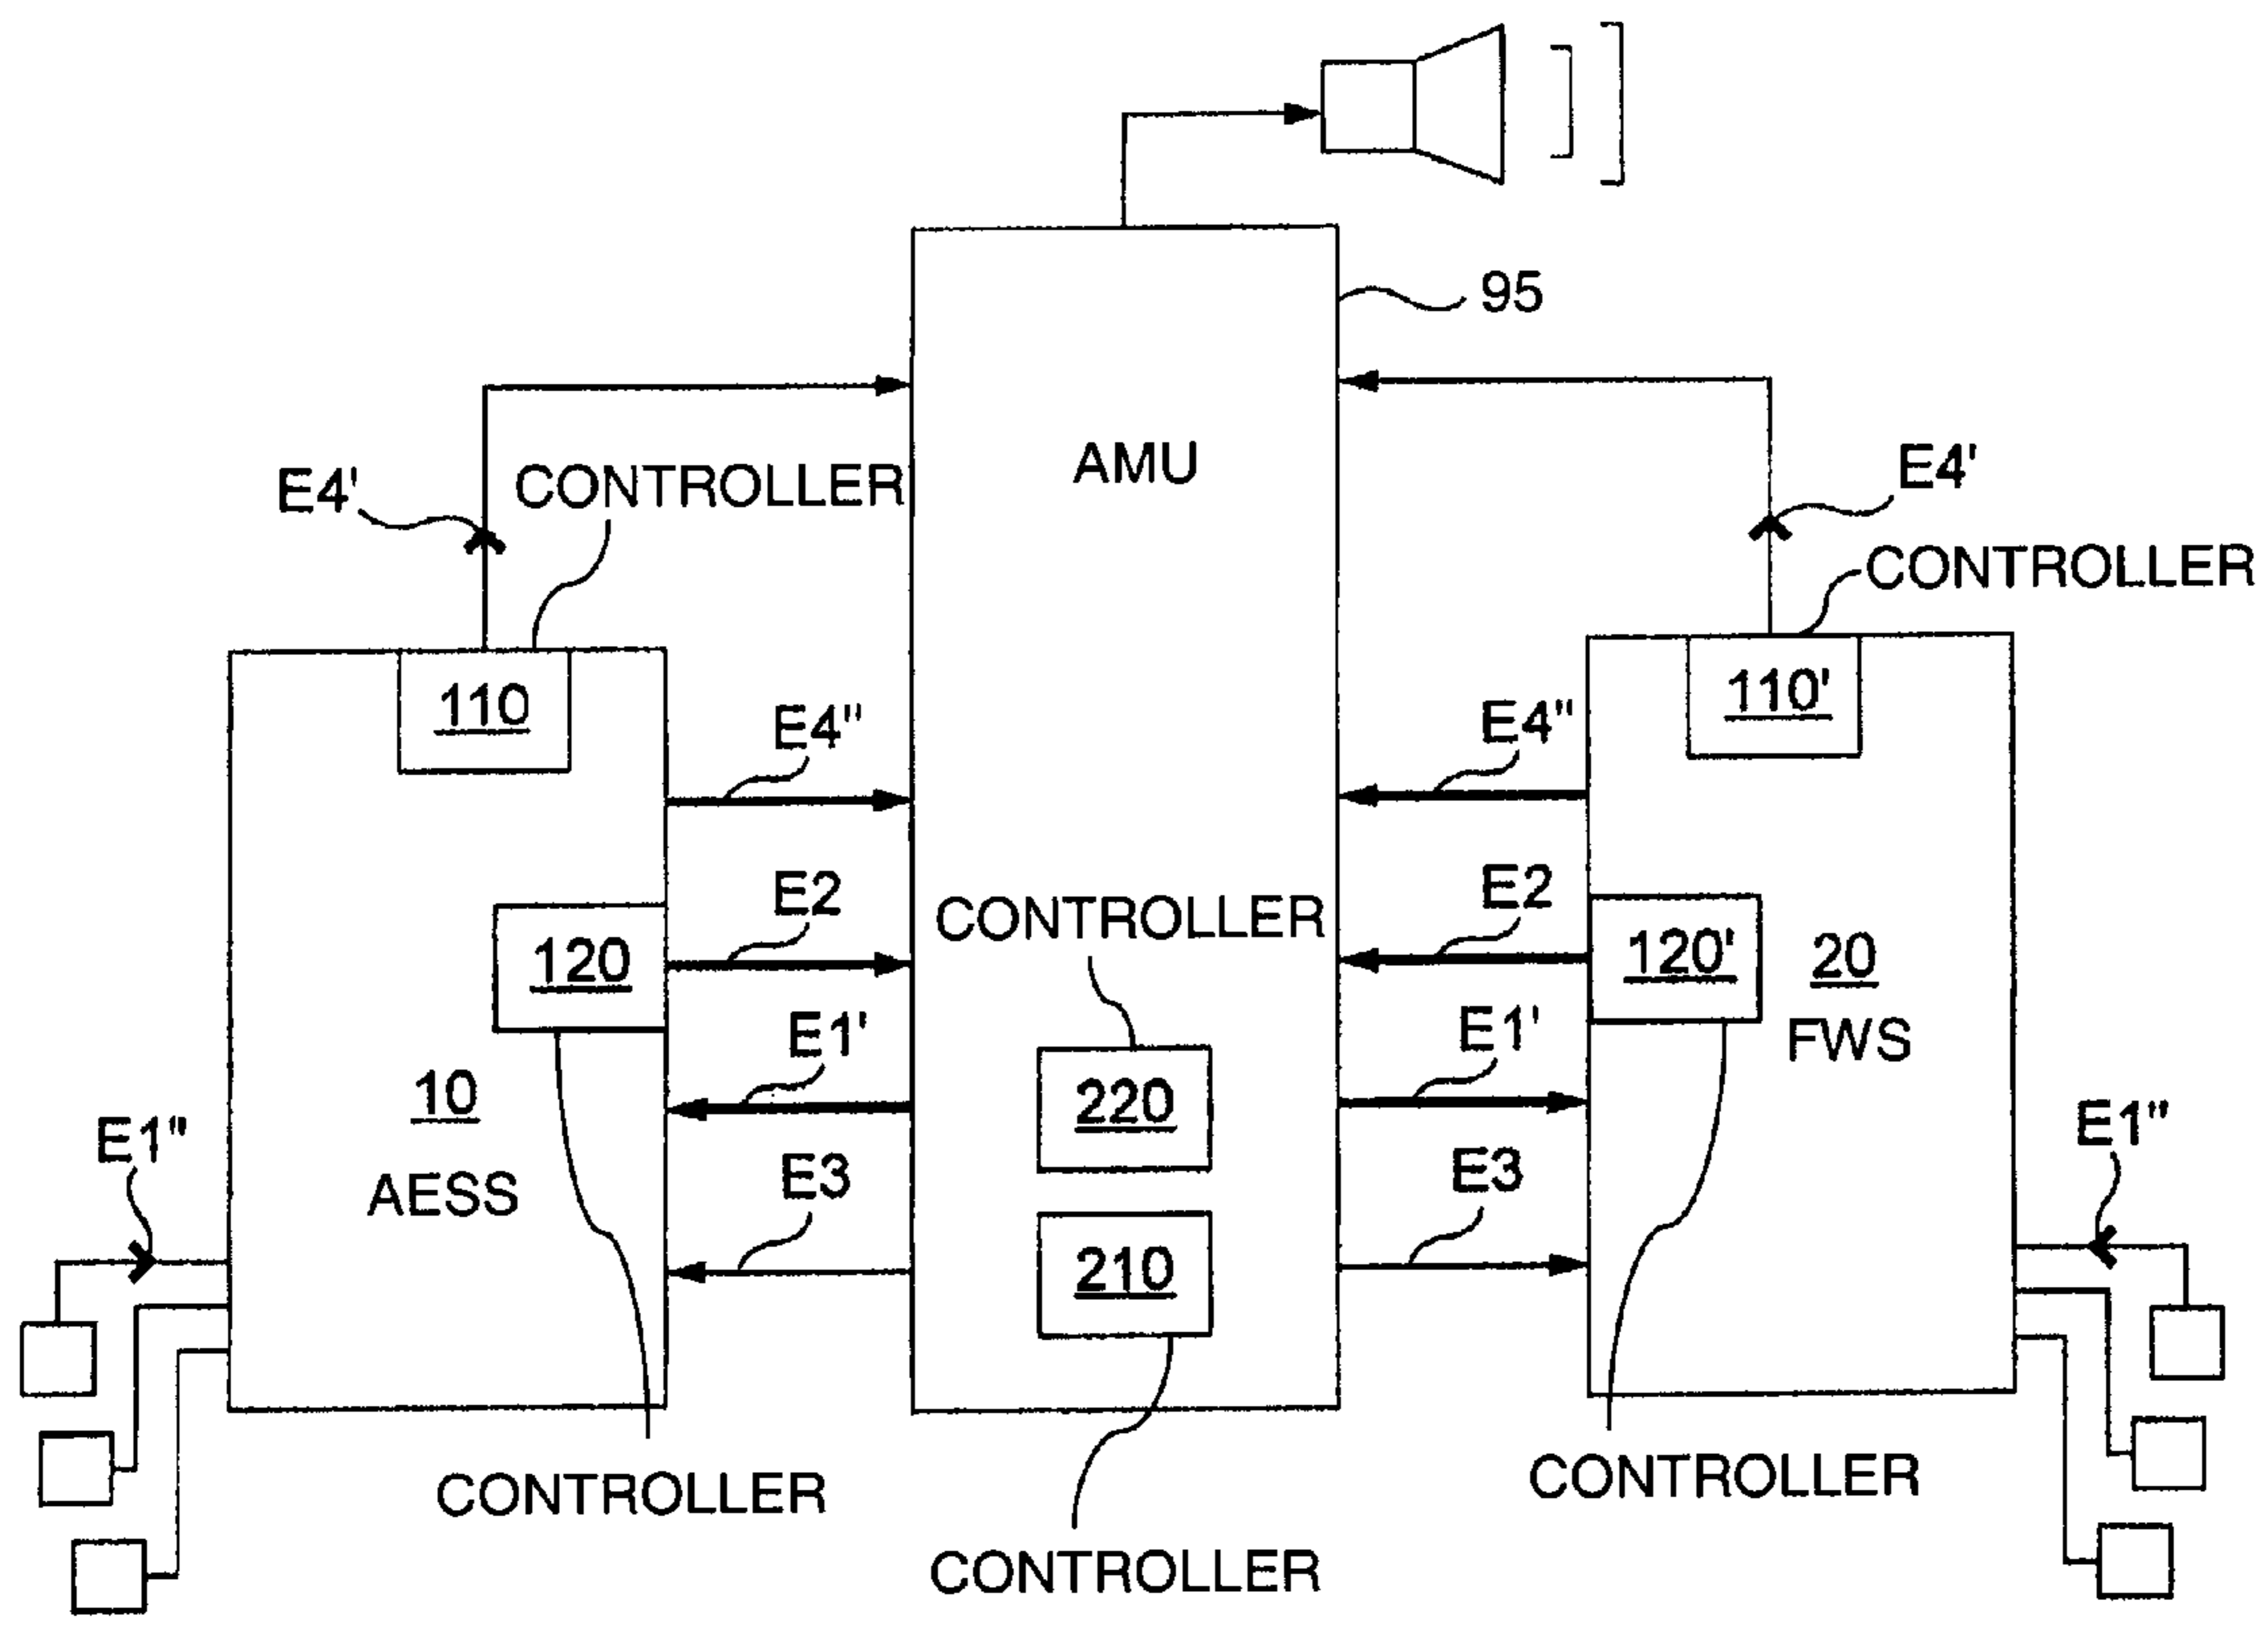 95
AMU
E4'
CONTROLLER
E4'
CONTROLLER
110
110'
E4"
E4"
E2
E2
CONTROLLER
120
120'
20
FWS
E1'
E1'
10
AESS
220
E1"
E1"
E3
E3
210
CONTROLLER
CONTROLLER
CONTROLLER